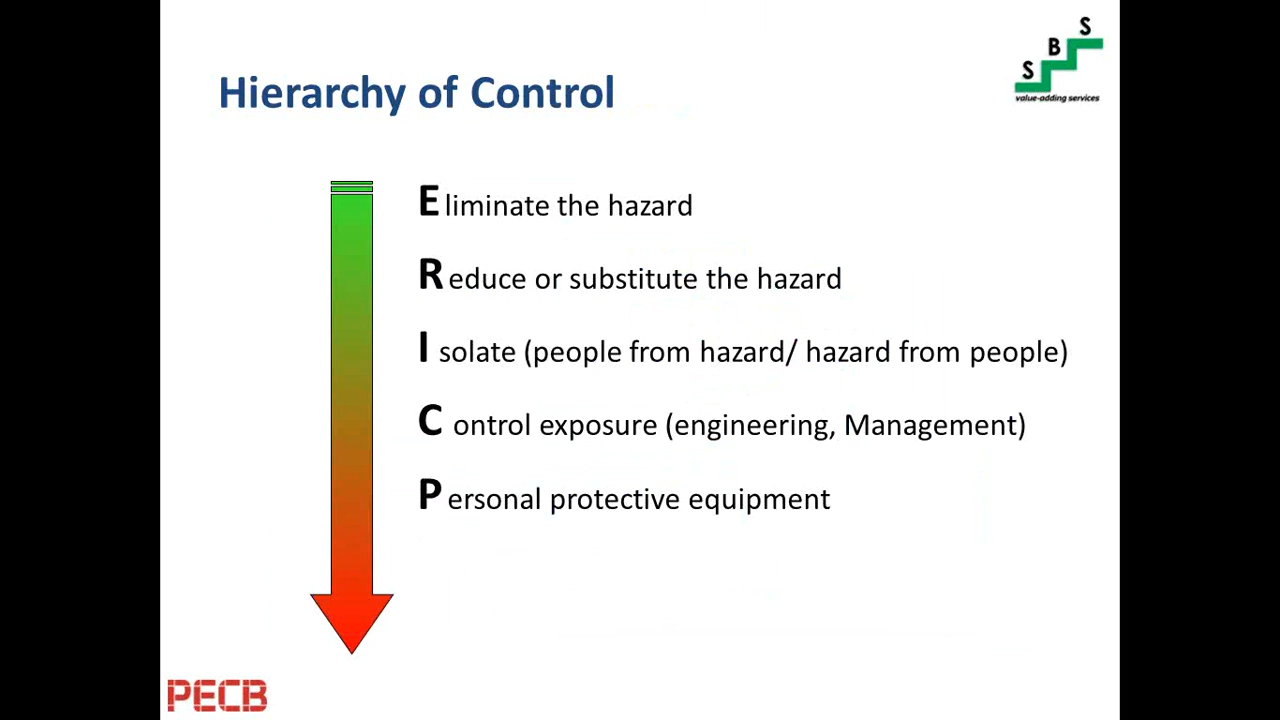 S
B
S
value-adding services
Hierarchy of Control
E liminate the hazard
R educe or substitute the hazard
I solate (people from hazard/ hazard from people)
C ontrol exposure (engineering, Management)
P ersonal protective equipment
PECB